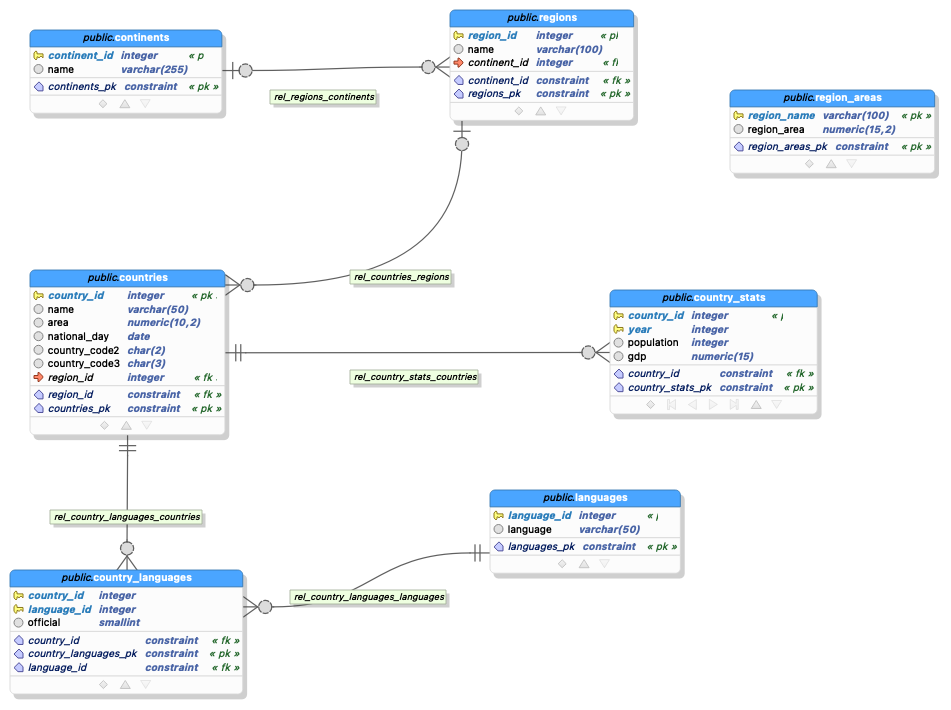 public.continents
continent_id integer « p
name varchar(255)
continents_pk constraint « pk »
rel_regions_continents
public.regions
region_id integer « pl
name varchar(100)
continent_id integer « fl
continent_id constraint « fk »
regions_pk constraint « pk »
public.region_areas
region_name varchar(100) « pk »
region_area numeric(15,2)
region_areas_pk constraint « pk »
rel_countries_regions
public.countries
country_id integer « pk
name varchar(50)
area numeric(10,2)
national_day date
country_code2 char(2)
country_code3 char(3)
region_id integer « fk
region_id constraint « fk »
countries_pk constraint « pk »
rel_country_stats_countries
public.country_stats
country_id integer «
year integer
population integer
gdp numeric(15)
country_id constraint « fk »
country_stats_pk constraint « pk »
rel_country_languages_countries
public.languages
language_id integer «
language varchar(50)
languages_pk constraint « pk »
public.country_languages
country_id integer
language_id integer
official smallint
country_id constraint « fk »
country_languages_pk constraint « pk »
language_id constraint « fk »
rel_country_languages_languages